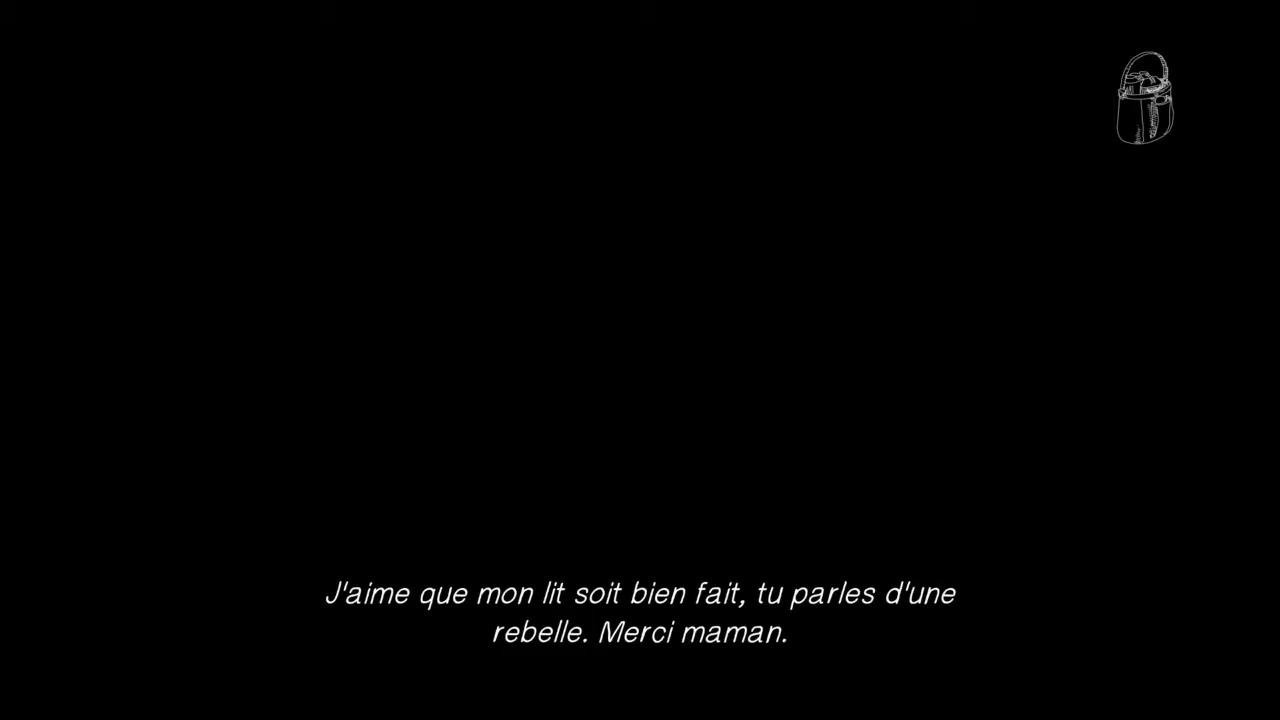 J'aime que mon lit soit bien fait, tu parles d'une
rebelle. Merci maman.